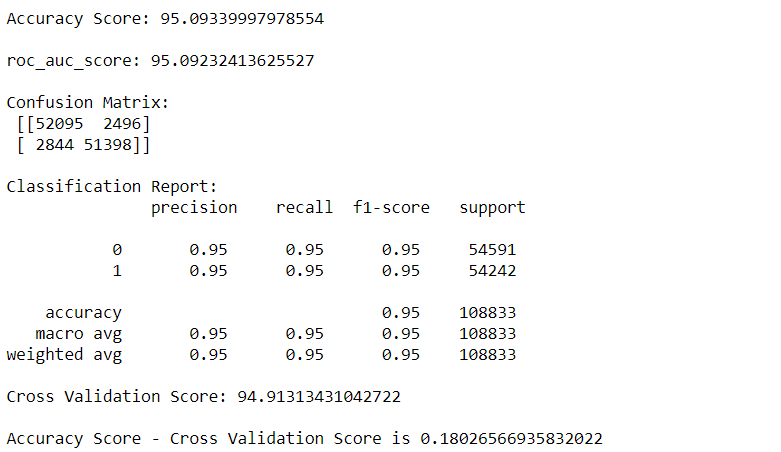 Accuracy Score: 95.09339997978554
roc_auc_score: 95.09232413625527
Confusion Matrix:
[[52095 2496]
[ 2844 51398]]
Classification Report:
precision recall f1-score support
0 0.95 0.95 0.95 54591
1 0.95 0.95 0.95 54242
accuracy 0.95 108833
macro avg 0.95 0.95 0.95 108833
weighted avg 0.95 0.95 0.95 108833
Cross Validation Score: 94.91313431042722
Accuracy Score - Cross Validation Score is 0.18026566935832022